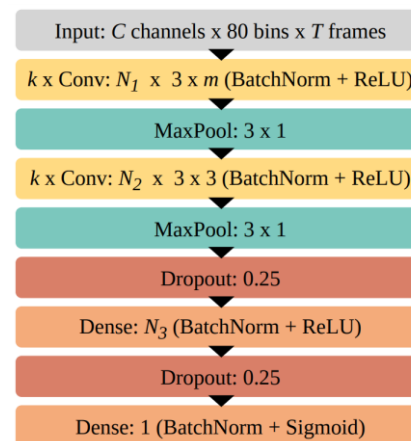 Input: C channels x 80 bins x T frames
k x Conv: N₁ x 3 x m (BatchNorm + ReLU)
MaxPool: 3 x 1
k x Conv: N₂ x 3 x 3 (BatchNorm + ReLU)
MaxPool: 3 x 1
Dropout: 0.25
Dense: N₃ (BatchNorm + ReLU)
Dropout: 0.25
Dense: 1 (BatchNorm + Sigmoid)